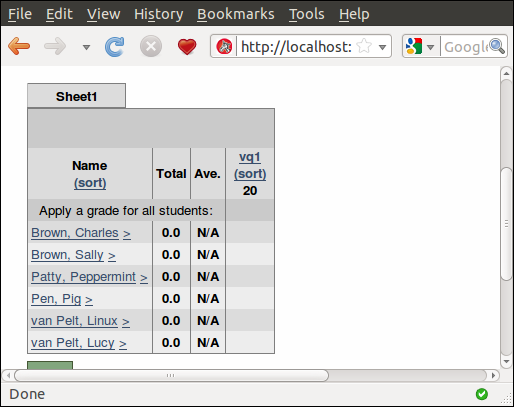 File Edit View History Bookmarks Tools Help
http://localhost: Google
Sheet1
Name (sort) Total Ave. vq1 (sort) 20
Apply a grade for all students:
Brown, Charles > 0.0 N/A
Brown, Sally > 0.0 N/A
Patty, Peppermint > 0.0 N/A
Pen, Pig > 0.0 N/A
van Pelt, Linux > 0.0 N/A
van Pelt, Lucy > 0.0 N/A
Done